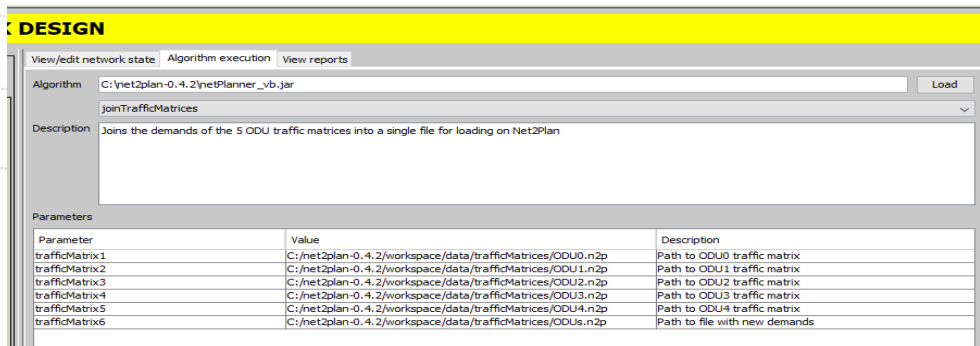 DESIGN
View/edit network state Algorithm execution View reports
Algorithm C:\net2plan-0.4.2\netPlanner_vb.jar Load
joinTrafficMatrices
Description Joins the demands of the 5 ODU traffic matrices into a single file for loading on Net2Plan
Parameters
Parameter Value Description
trafficMatrix1 C:/net2plan-0.4.2/workspace/data/trafficMatrices/ODU0.n2p Path to ODU0 traffic matrix
trafficMatrix2 C:/net2plan-0.4.2/workspace/data/trafficMatrices/ODU1.n2p Path to ODU1 traffic matrix
trafficMatrix3 C:/net2plan-0.4.2/workspace/data/trafficMatrices/ODU2.n2p Path to ODU2 traffic matrix
trafficMatrix4 C:/net2plan-0.4.2/workspace/data/trafficMatrices/ODU3.n2p Path to ODU3 traffic matrix
trafficMatrix5 C:/net2plan-0.4.2/workspace/data/trafficMatrices/ODU4.n2p Path to ODU4 traffic matrix
trafficMatrix6 C:/net2plan-0.4.2/workspace/data/trafficMatrices/ODUs.n2p Path to file with new demands